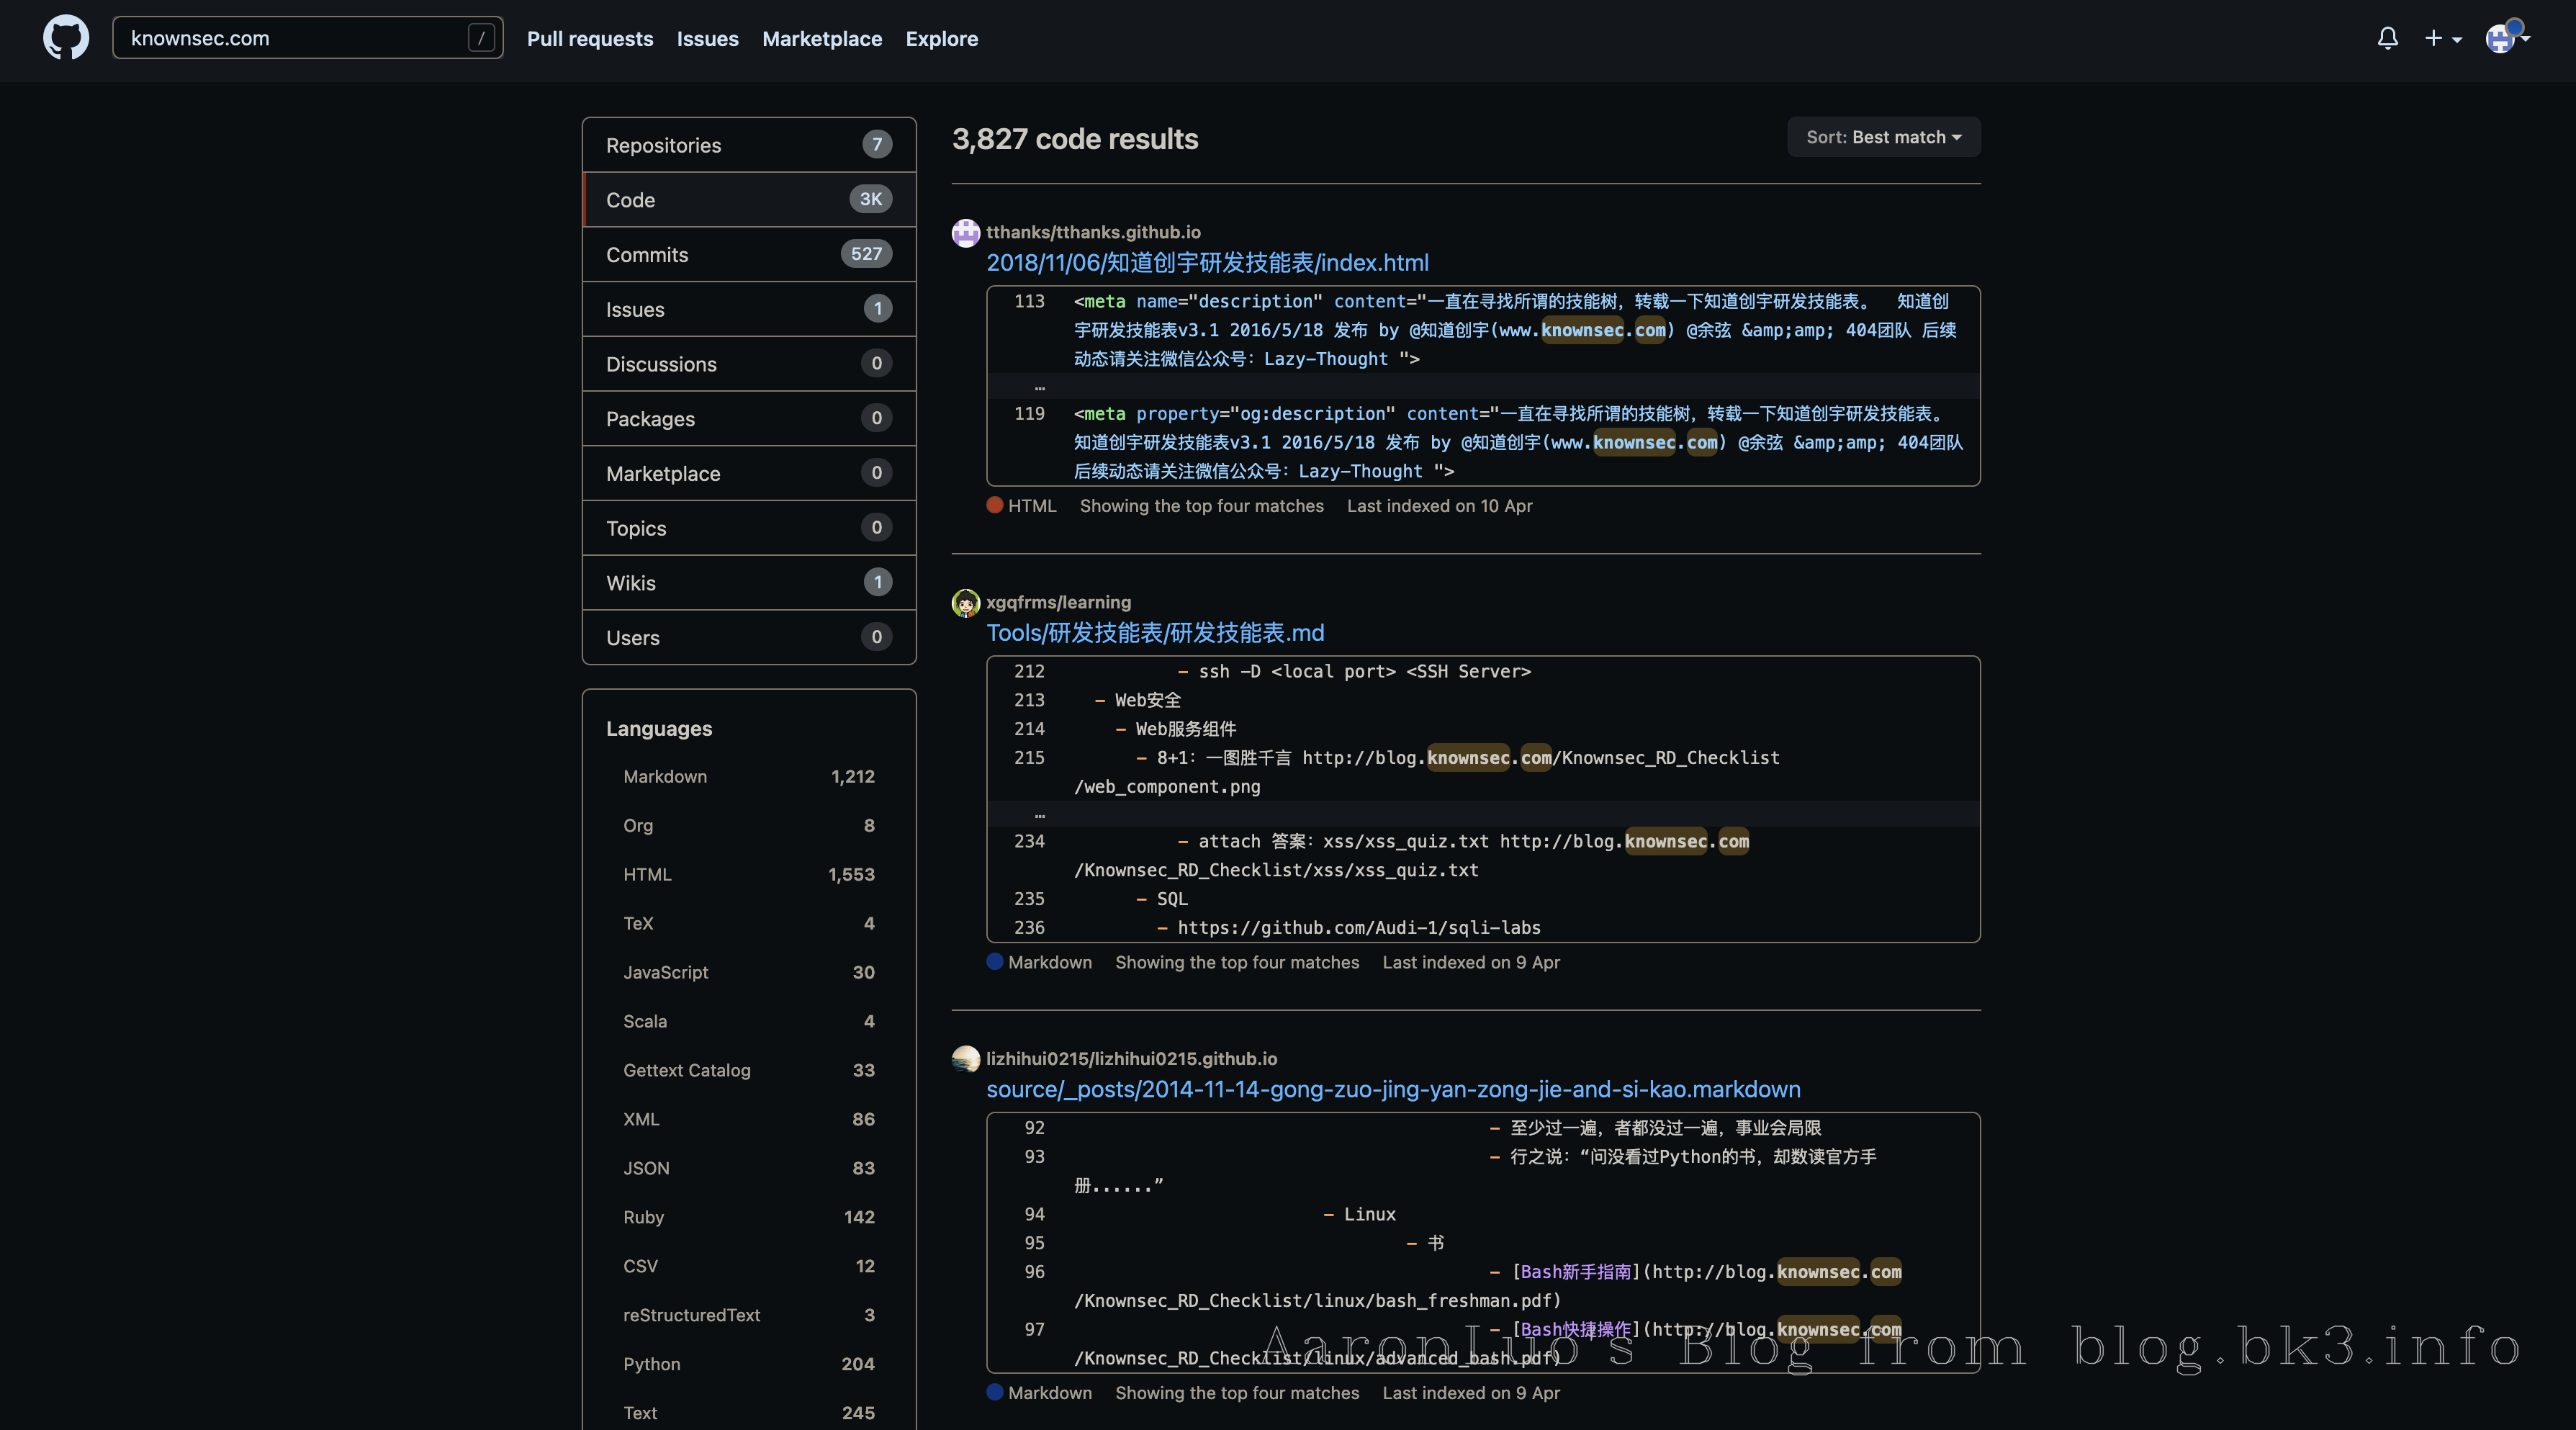 knownsec.com /
Pull requests Issues Marketplace Explore
Repositories 7
Code 3K
Commits 527
Issues 1
Discussions 0
Packages 0
Marketplace 0
Topics 0
Wikis 1
Users 0
Languages
Markdown 1,212
Org 8
HTML 1,553
TeX 4
JavaScript 30
Scala 4
Gettext Catalog 33
XML 86
JSON 83
Ruby 142
CSV 12
reStructuredText 3
Python 204
Text 245
3,827 code results
Sort: Best match
tthanks/tthanks.github.io
2018/11/06/知道创宇研发技能表/index.html
113 <meta name="description" content="一直在寻找所谓的技能树，转载一下知道创宇研发技能表。  知道创
宇研发技能表v3.1 2016/5/18 发布 by @知道创宇(www.knownsec.com) @余弦 &amp;amp; 404团队 后续
动态请关注微信公众号：Lazy-Thought ">
…
119 <meta property="og:description" content="一直在寻找所谓的技能树，转载一下知道创宇研发技能表。
知道创宇研发技能表v3.1 2016/5/18 发布 by @知道创宇(www.knownsec.com) @余弦 &amp;amp; 404团队
后续动态请关注微信公众号：Lazy-Thought ">
HTML Showing the top four matches Last indexed on 10 Apr
xgqfrms/learning
Tools/研发技能表/研发技能表.md
212 - ssh -D <local port> <SSH Server>
213 - Web安全
214 - Web服务组件
215 - 8+1：一图胜千言 http://blog.knownsec.com/Knownsec_RD_Checklist
/web_component.png
…
234 - attach 答案：xss/xss_quiz.txt http://blog.knownsec.com
/Knownsec_RD_Checklist/xss/xss_quiz.txt
235 - SQL
236 - https://github.com/Audi-1/sqli-labs
Markdown Showing the top four matches Last indexed on 9 Apr
lizhihui0215/lizhihui0215.github.io
source/_posts/2014-11-14-gong-zuo-jing-yan-zong-jie-and-si-kao.markdown
92 - 至少过一遍，者都没过一遍，事业会局限
93 - 行之说：“问没看过Python的书，却数读官方手
册......”
94 - Linux
95 - 书
96 - [Bash新手指南](http://blog.knownsec.com
/Knownsec_RD_Checklist/linux/bash_freshman.pdf)
97 - [Bash快捷操作](http://blog.knownsec.com
/Knownsec_RD_Checklist/linux/advanced_bash.pdf)
Markdown Showing the top four matches Last indexed on 9 Apr
AaronLuo's Blog from blog.bk3.info